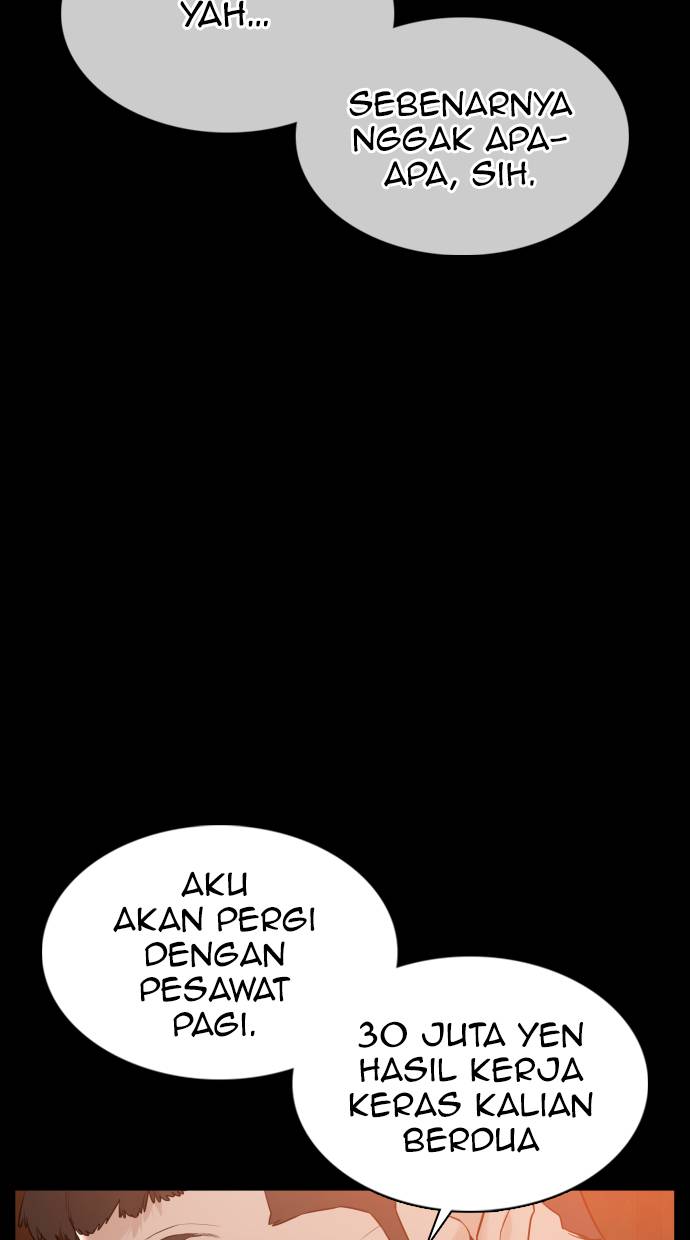 YAH...
SEBENARNYA
NGGAK APA-
APA, SIH.
AKU
AKAN PERGI
DENGAN
PESAWAT
PAGI.
30 JUTA YEN
HASIL KERJA
KERAS KALIAN
BERDUA